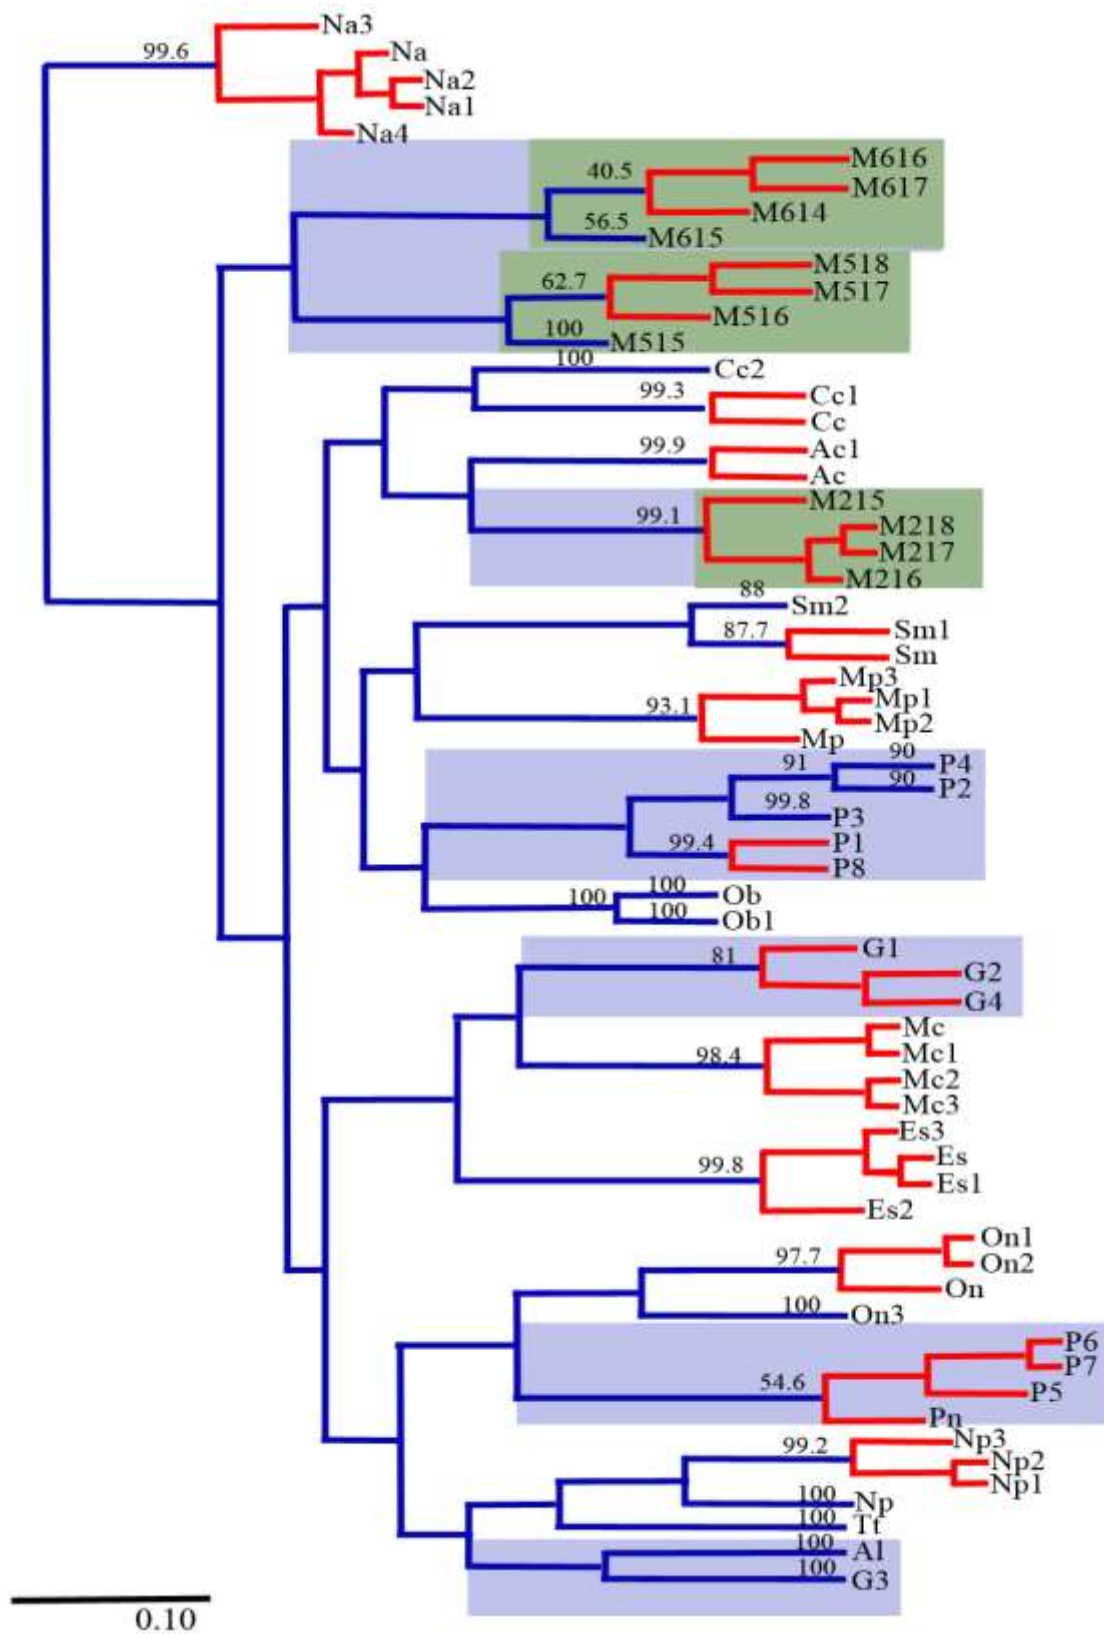 Na3
99.6
Na
Na2
Na1
Na4
M616
40.5
M617
M614
56.5
M615
M518
62.7
M517
M516
100
M515
100
Cc2
99.3
Cc1
Cc
99.9
Ac1
Ac
M215
99.1
M218
M217
M216
88
Sm2
87.7
Sm1
Sm
Mp3
93.1
Mp1
Mp2
Mp
90
91
P4
90
P2
99.8
P3
99.4
P1
P8
100
100
Ob
100
Ob1
81
G1
G2
G4
Mc
98.4
Mc1
Mc2
Mc3
Es3
99.8
Es
Es1
Es2
On1
97.7
On2
On
100
On3
P6
P7
54.6
P5
Pn
99.2
Np3
Np2
Np1
100
Np
100
Tt
100
Al
100
G3
0.10